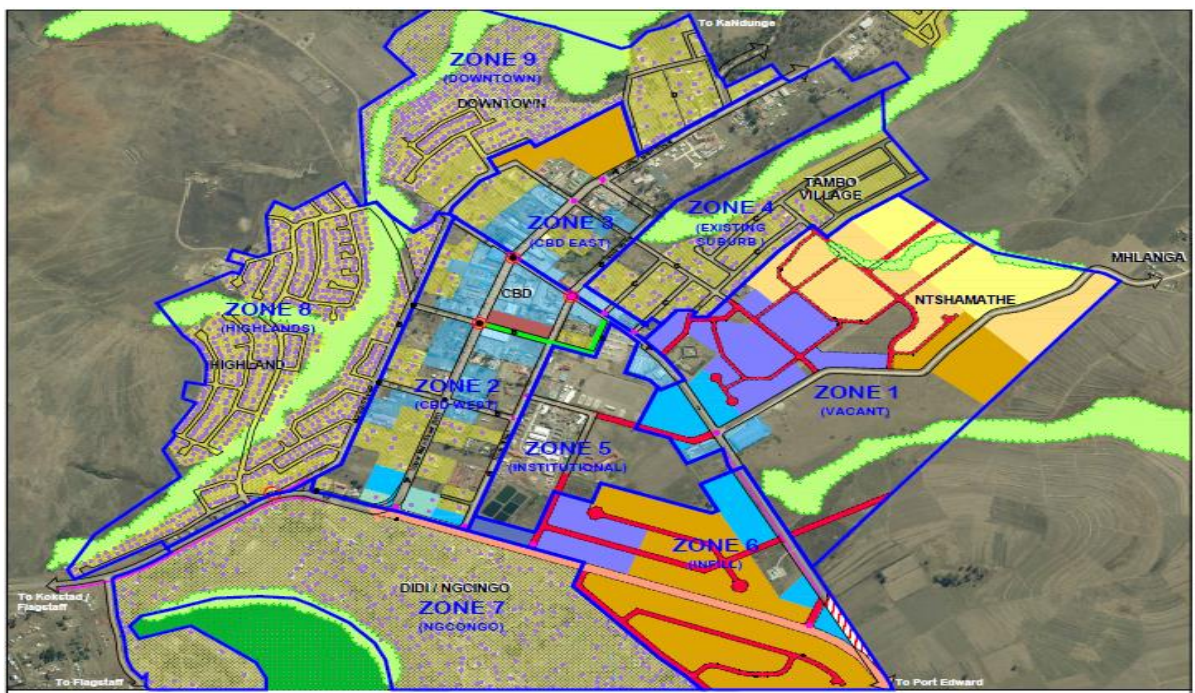 To KaNdunge
ZONE 9
(DOWNTOWN)
DOWNTOWN
TAMBO
VILLAGE
ZONE 3
(CBD EAST)
ZONE 4
(EXISTING
SUBURB )
MHLANGA
CBD
NTSHAMATHE
ZONE 8
(HIGHLANDS)
HIGHLAND
ZONE 2
(CBD WEST)
ZONE 1
(VACANT)
ZONE 5
(INSTITUTIONAL)
ZONE 6
(INFILL)
DIDI / NGCINGO
ZONE 7
(NGCONGO)
To Kokstad /
Flagstaff
To Flagstaff
To Port Edward